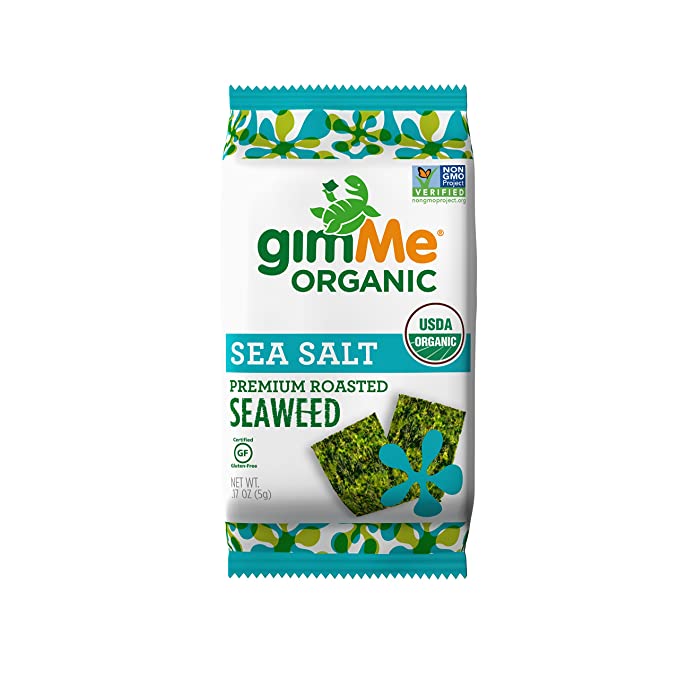 NON
GMO
Project
VERIFIED
nongmoproject.org
gimMe®
ORGANIC
USDA
ORGANIC
SEA SALT
PREMIUM ROASTED
SEAWEED
Certified
GF
Gluten-Free
NET WT.
.17 OZ (5g)